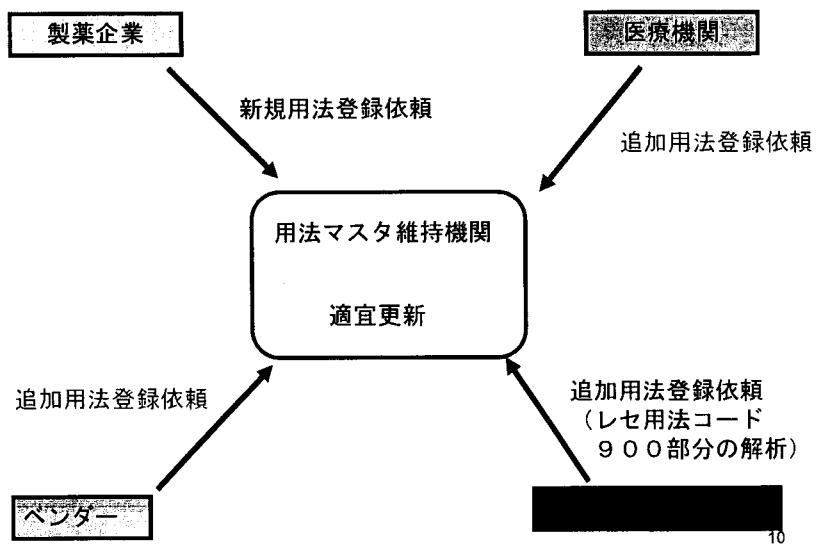 製薬企業
医療機関
新規用法登録依頼
追加用法登録依頼
用法マスタ維持機関
適宜更新
追加用法登録依頼
追加用法登録依頼
（レセ用法コード
９００部分の解析）
ベンダー
10